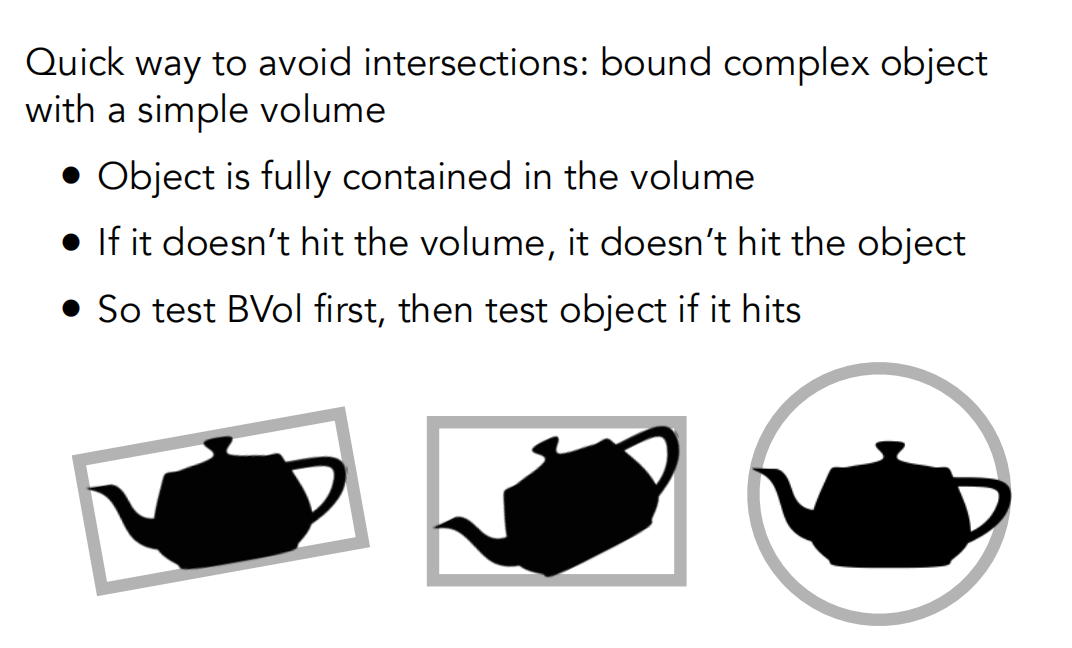 Quick way to avoid intersections: bound complex object
with a simple volume
● Object is fully contained in the volume
● If it doesn’t hit the volume, it doesn’t hit the object
● So test BVol first, then test object if it hits